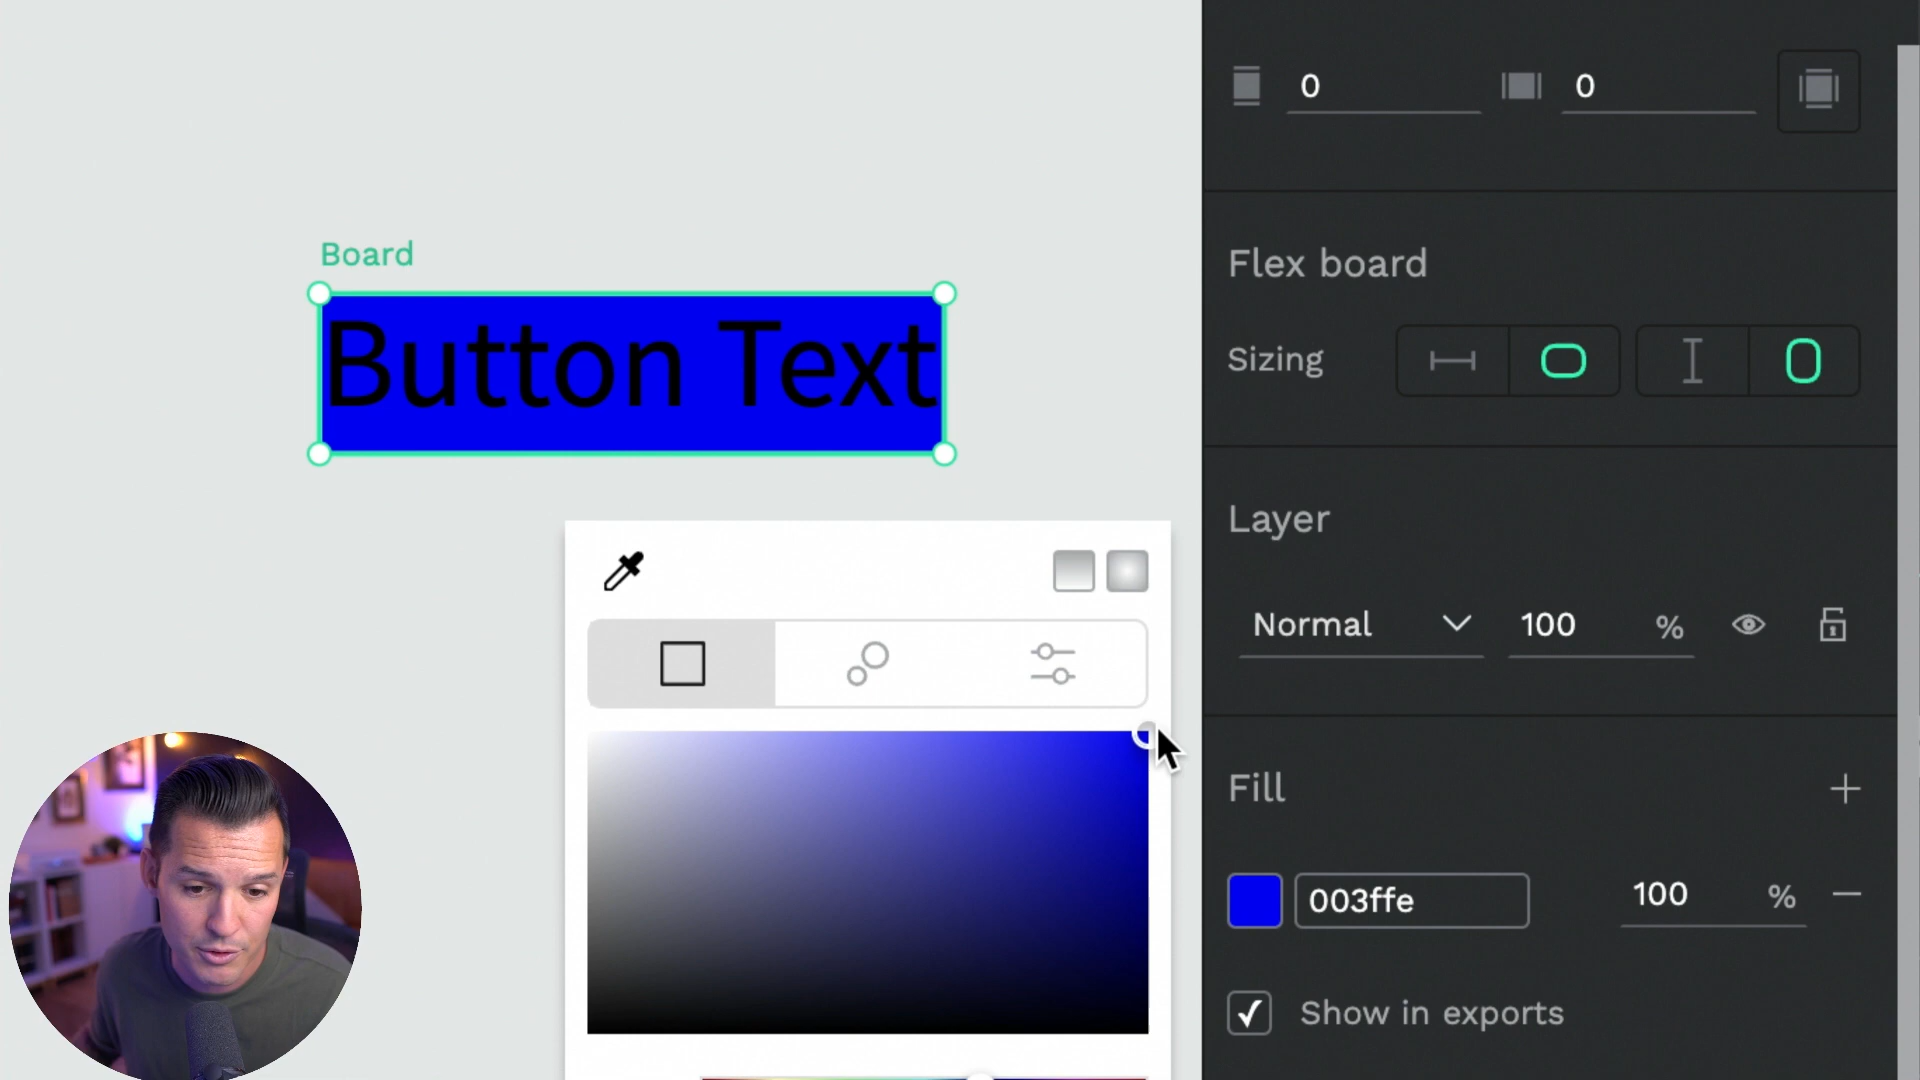 0
0
Flex board
Board
Button Text
Sizing
Layer
Normal
100
%
Fill
003ffe
100
%
Show in exports